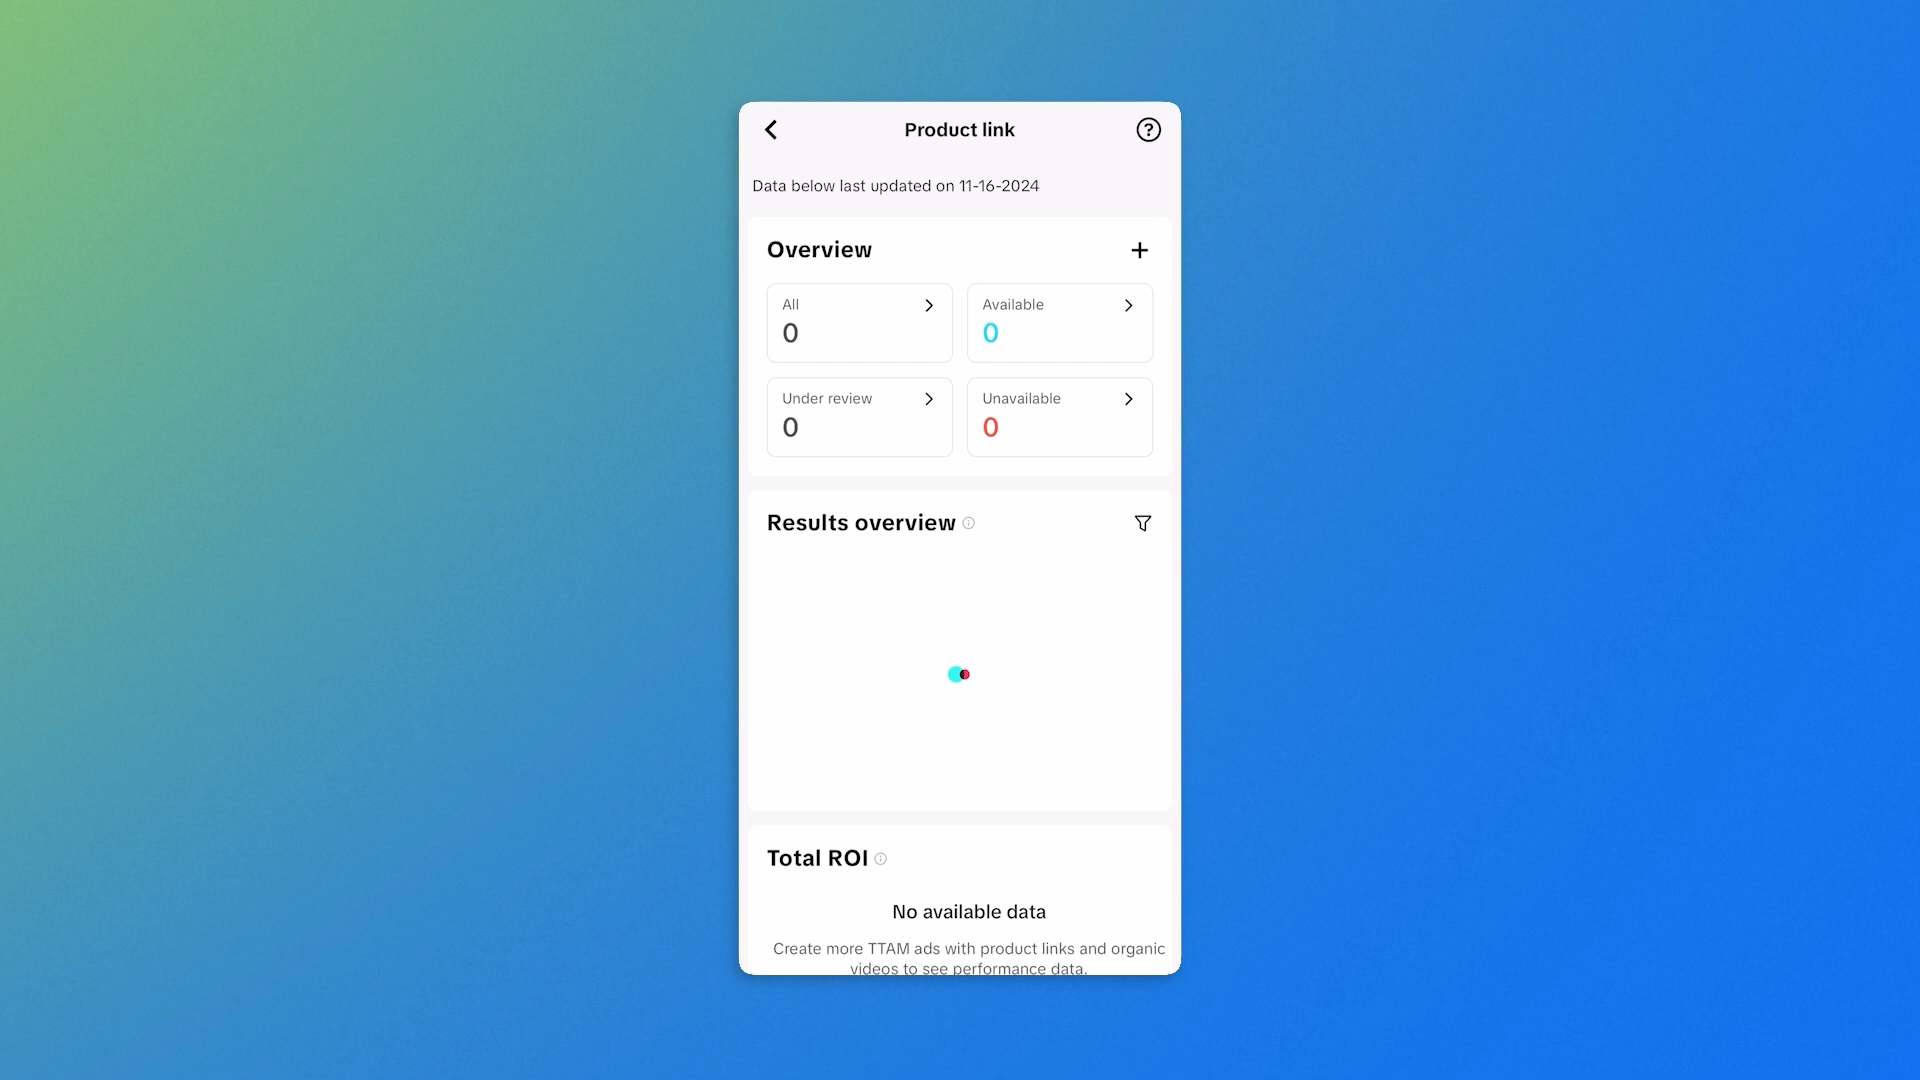 Product link
Data below last updated on 11-16-2024
Overview
All
0
Available
0
Under review
0
Unavailable
0
Results overview
Total ROI
No available data
Create more TTAM ads with product links and organic
videos to see performance data.